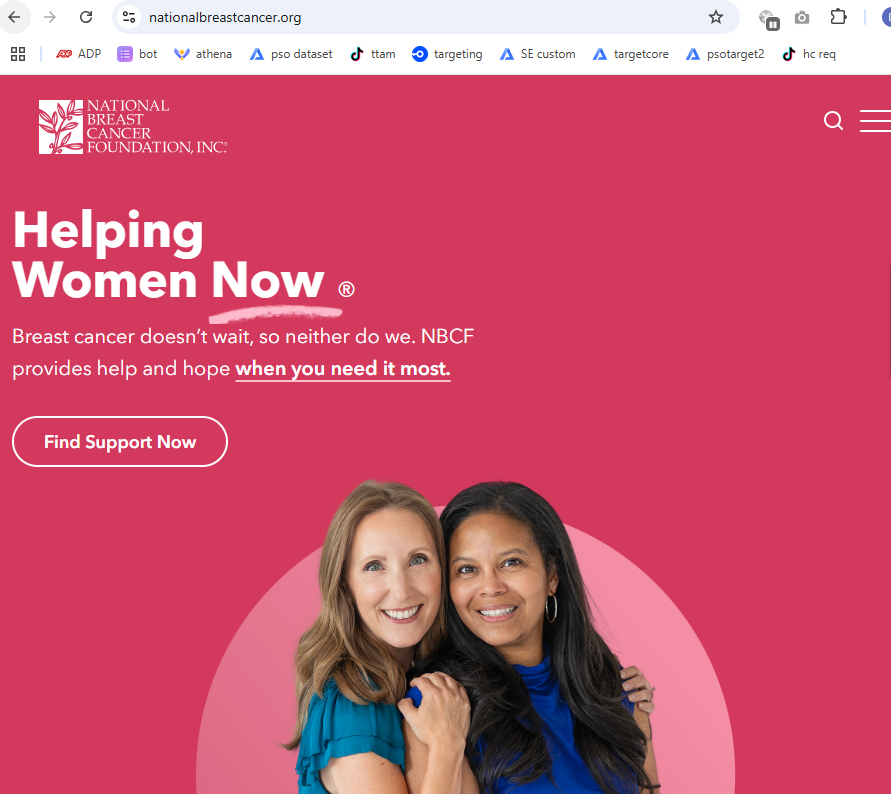 nationalbreastcancer.org
ADP bot athena pso dataset ttam targeting SE custom targetcore psotarget2 hc req
NATIONAL
BREAST
CANCER
FOUNDATION, INC.®
Helping
Women Now ®
Breast cancer doesn’t wait, so neither do we. NBCF
provides help and hope when you need it most.
Find Support Now